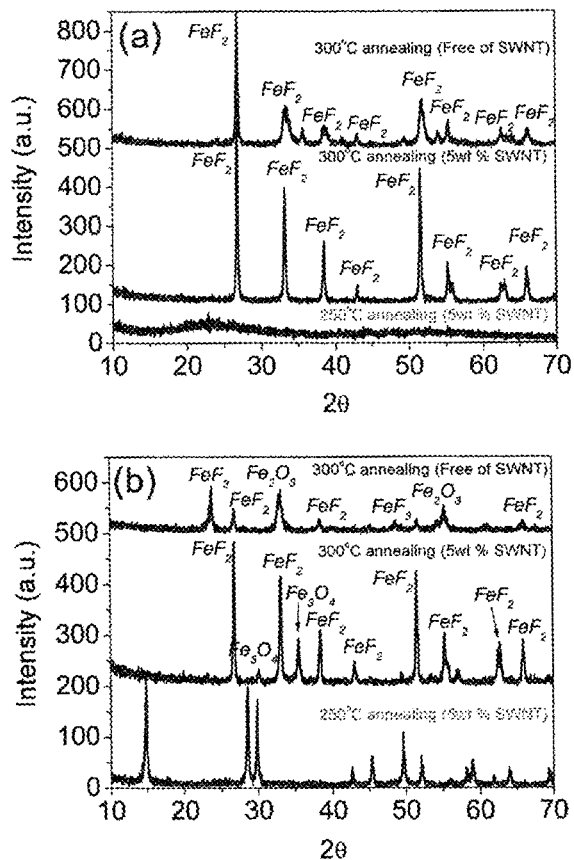 (a)
300°C annealing (Free of SWNT)
FeF2
FeF2
FeF2
FeF2
FeF2
FeF2
FeF2
FeF2
300°C annealing (5wt % SWNT)
FeF2
FeF2
FeF2
FeF2
FeF2
FeF2
FeF2
FeF2
250°C annealing (5wt % SWNT)
Intensity (a.u.)
800
700
600
500
400
300
200
100
0
10 20 30 40 50 60 70
2θ
(b)
300°C annealing (Free of SWNT)
FeF3
FeF2
Fe2O3
FeF2
FeF3
Fe2O3
FeF2
300°C annealing (5wt % SWNT)
FeF2
Fe3O4
FeF2
Fe3O4
FeF2
FeF2
FeF2
FeF2
FeF2
FeF2
250°C annealing (5wt % SWNT)
Intensity (a.u.)
600
500
400
300
200
100
0
10 20 30 40 50 60 70
2θ